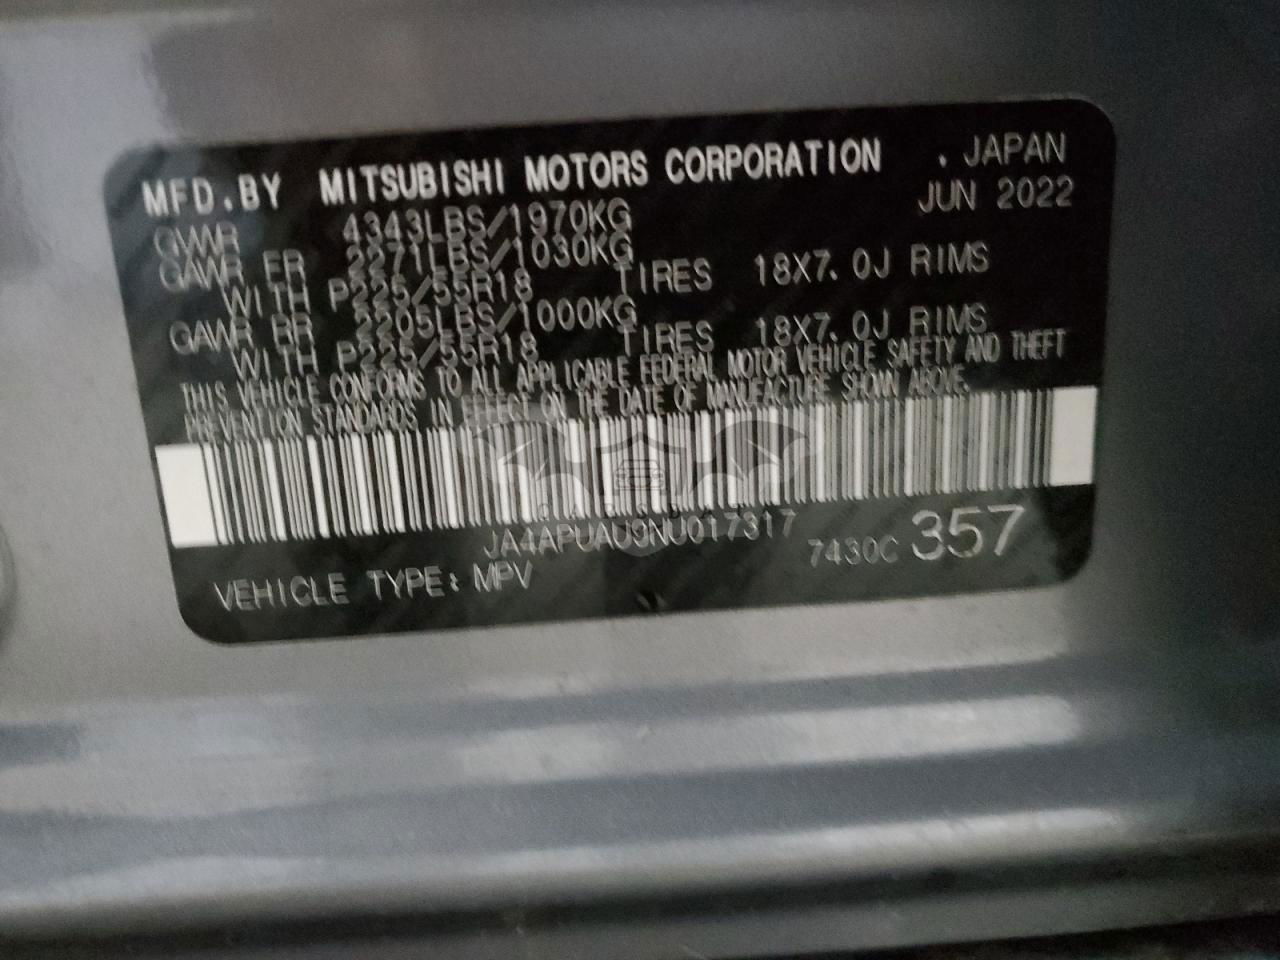 MFD.BY MITSUBISHI MOTORS CORPORATION . JAPAN
JUN 2022
GVWR 4343LBS/1970KG
GAWR FR 2271LBS/1030KG
WITH P225/55R18 TIRES 18X7.0J RIMS
GAWR RR 2205LBS/1000KG
WITH P225/55R18 TIRES 18X7.0J RIMS
THIS VEHICLE CONFORMS TO ALL APPLICABLE FEDERAL MOTOR VEHICLE SAFETY AND THEFT
PREVENTION STANDARDS IN EFFECT ON THE DATE OF MANUFACTURE SHOWN ABOVE.
JA4APUAU9NU017317
7430C 357
VEHICLE TYPE: MPV